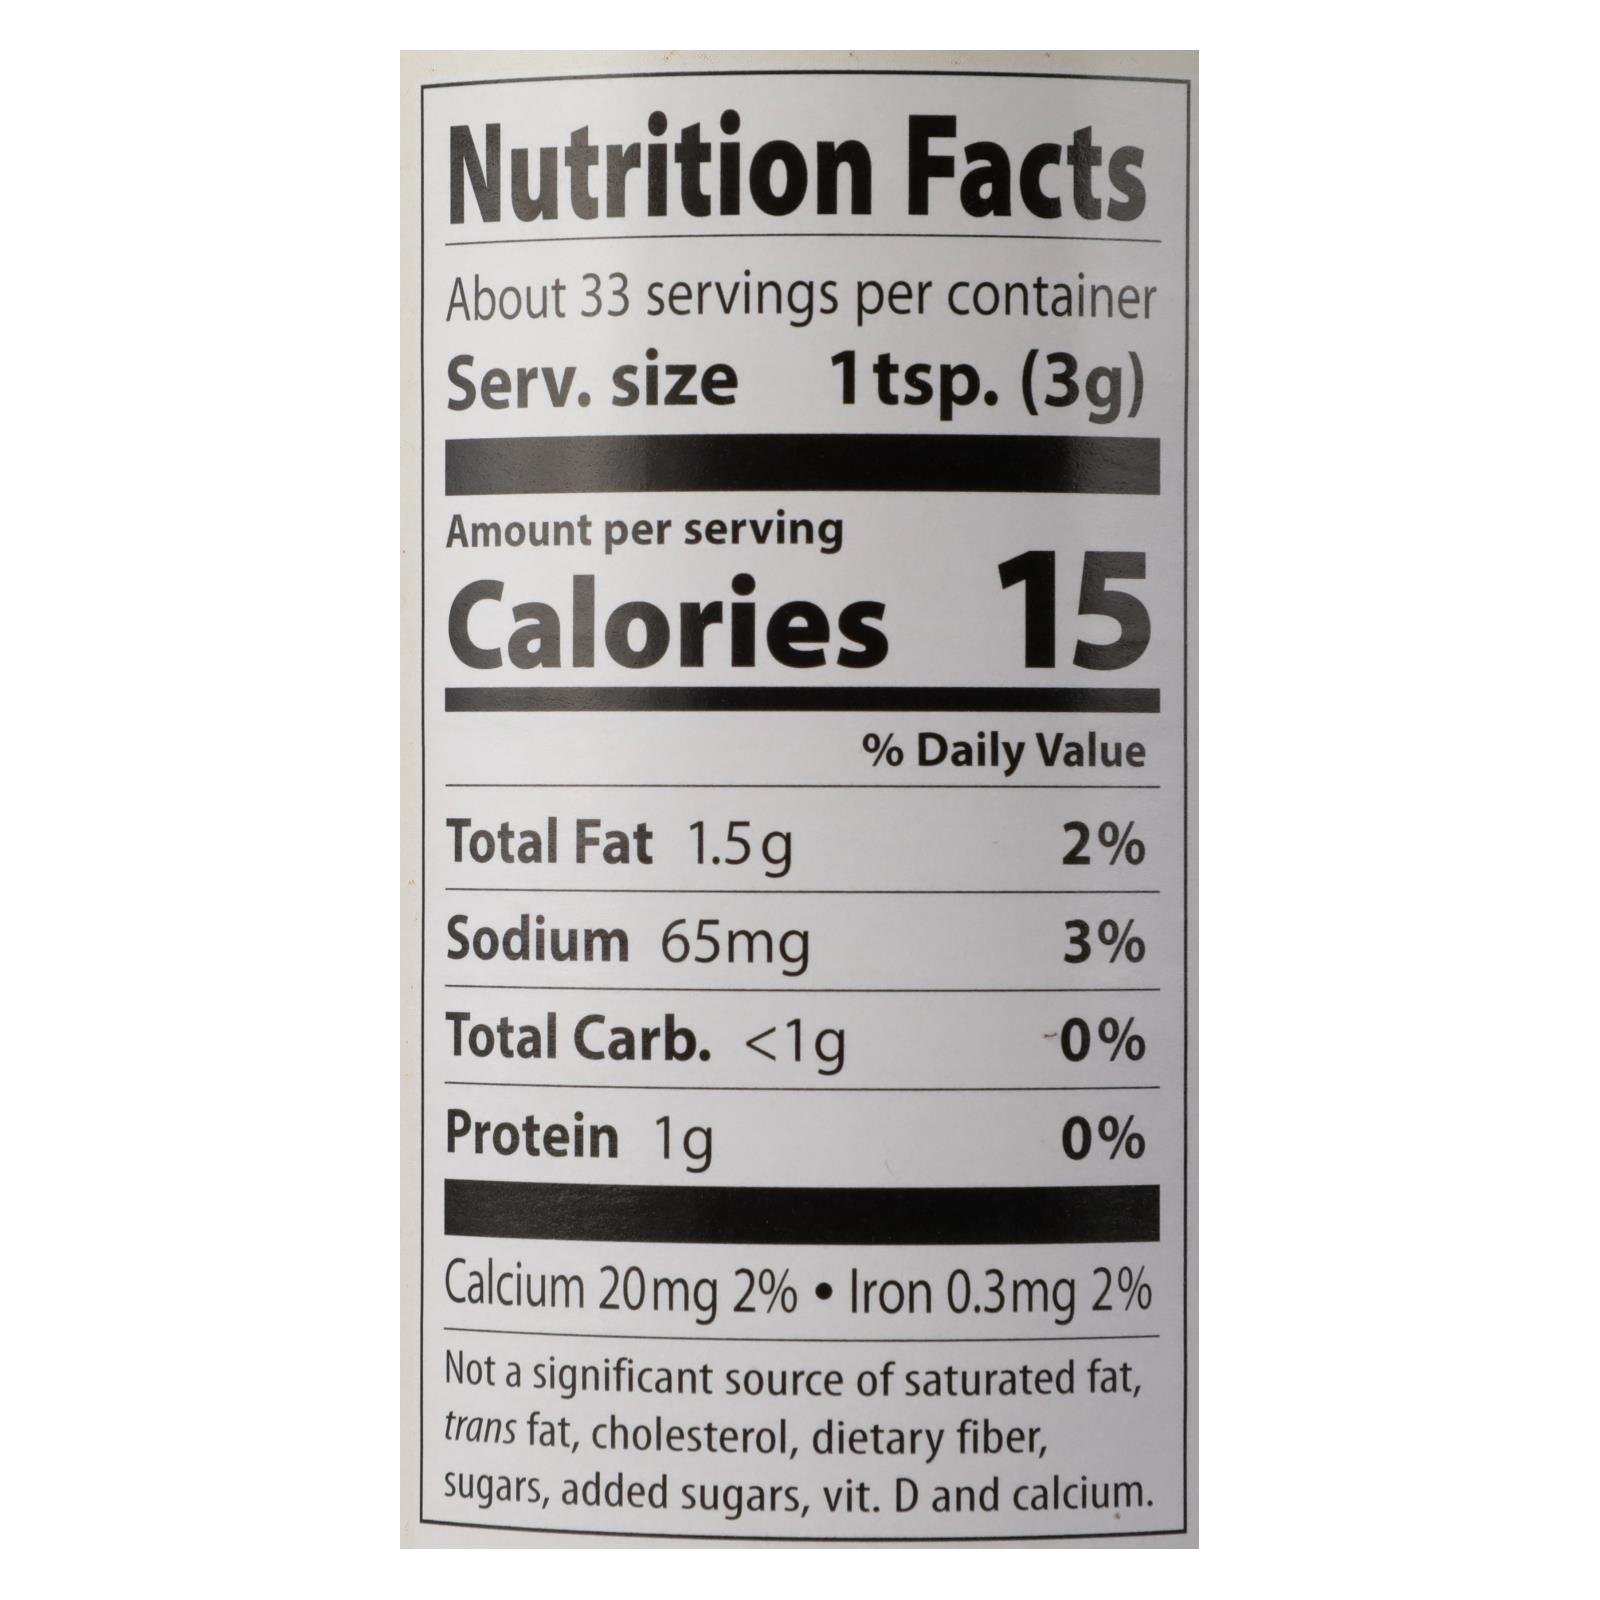 Nutrition Facts
About 33 servings per container
Serv. size 1 tsp. (3g)
Amount per serving
Calories 15
% Daily Value
Total Fat 1.5g 2%
Sodium 65mg 3%
Total Carb. <1g 0%
Protein 1g 0%
Calcium 20mg 2% • Iron 0.3mg 2%
Not a significant source of saturated fat,
trans fat, cholesterol, dietary fiber,
sugars, added sugars, vit. D and calcium.